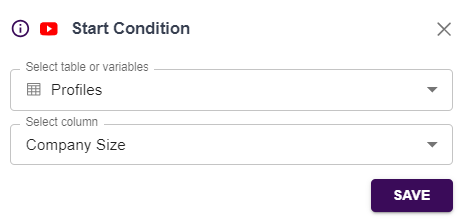 Start Condition
Select table or variables
Profiles
Select column
Company Size
SAVE